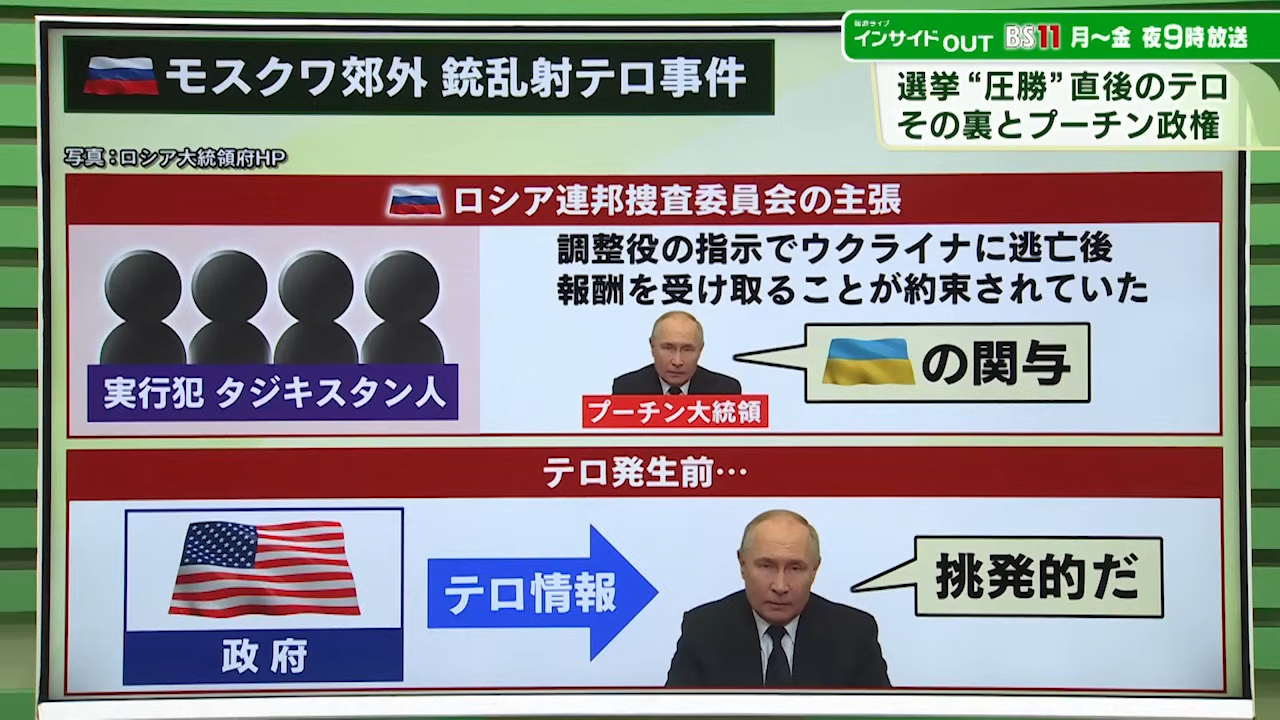 報道ライブ
インサイドOUT BS11 月～金 夜9時放送
選挙“圧勝”直後のテロ
その裏とプーチン政権
モスクワ郊外 銃乱射テロ事件
写真：ロシア大統領府HP
ロシア連邦捜査委員会の主張
調整役の指示でウクライナに逃亡後
報酬を受け取ることが約束されていた
実行犯 タジキスタン人
の関与
プーチン大統領
テロ発生前…
政府
テロ情報
挑発的だ